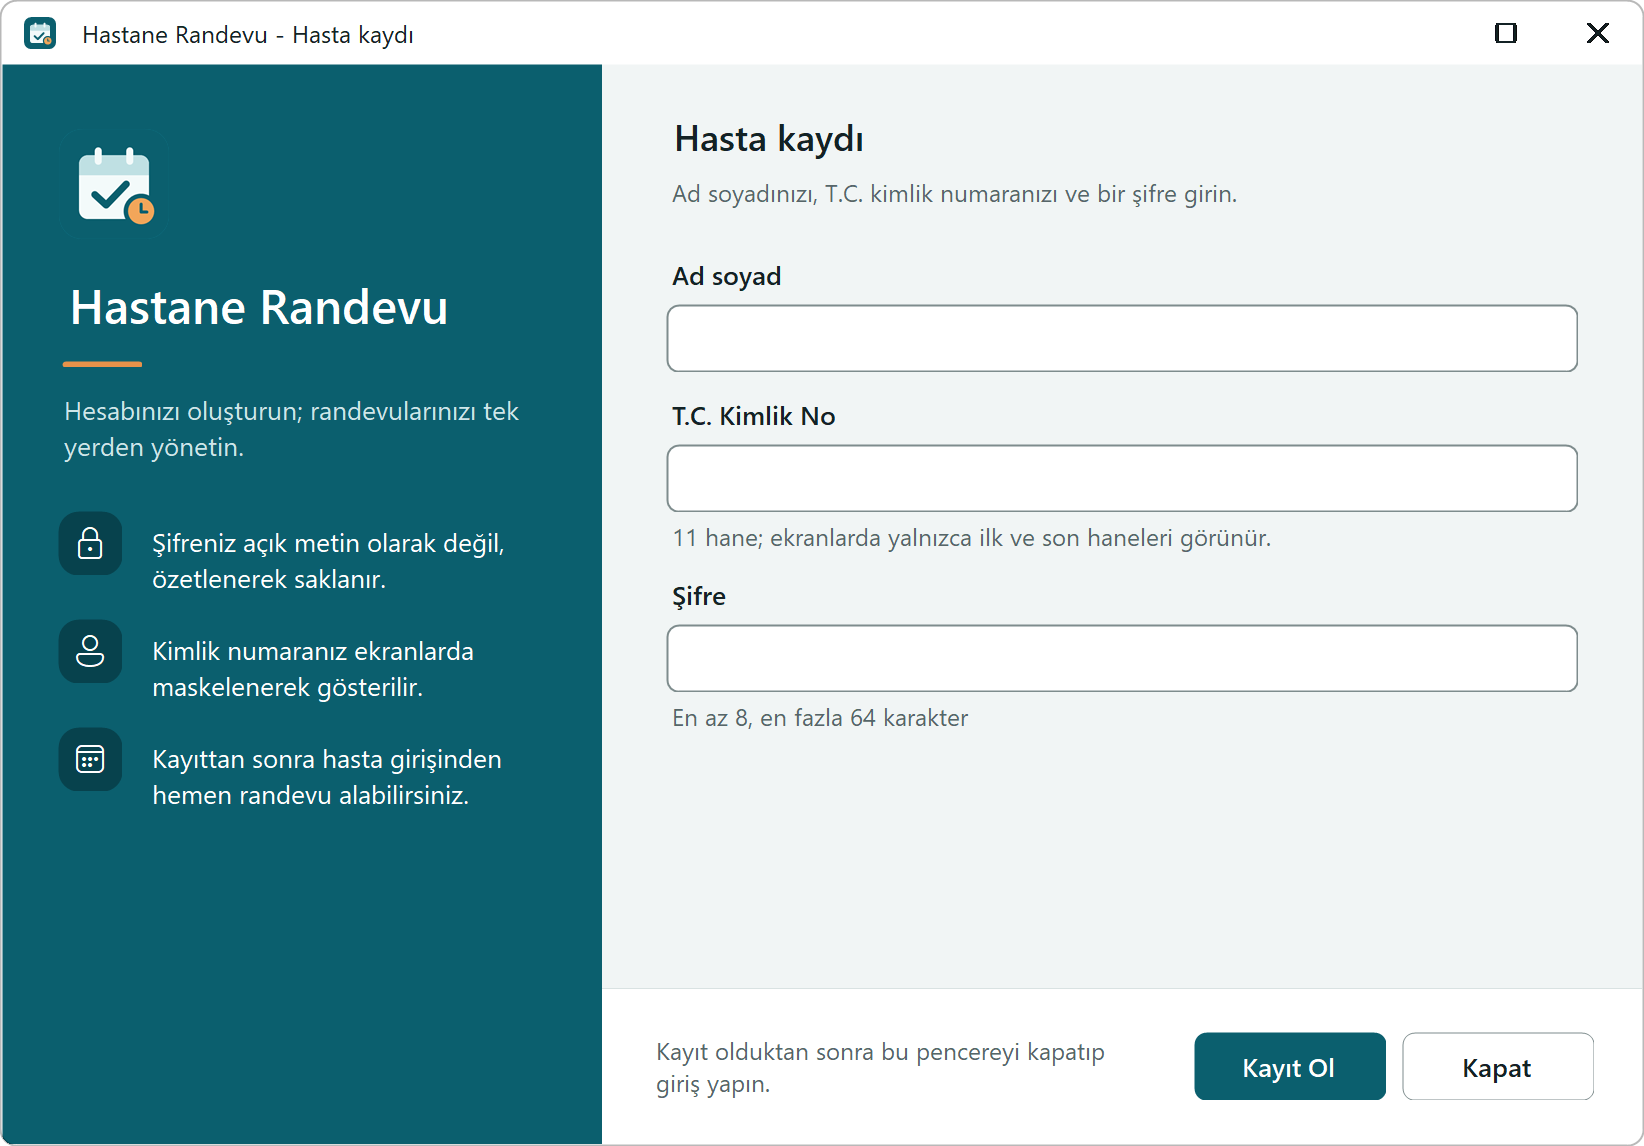 Hastane Randevu - Hasta kaydı
Hastane Randevu
Hesabınızı oluşturun; randevularınızı tek
yerden yönetin.
Şifreniz açık metin olarak değil,
özetlenerek saklanır.
Kimlik numaranız ekranlarda
maskelenerek gösterilir.
Kayıttan sonra hasta girişinden
hemen randevu alabilirsiniz.
Hasta kaydı
Ad soyadınızı, T.C. kimlik numaranızı ve bir şifre girin.
Ad soyad
T.C. Kimlik No
11 hane; ekranlarda yalnızca ilk ve son haneleri görünür.
Şifre
En az 8, en fazla 64 karakter
Kayıt olduktan sonra bu pencereyi kapatıp
giriş yapın.
Kayıt Ol
Kapat